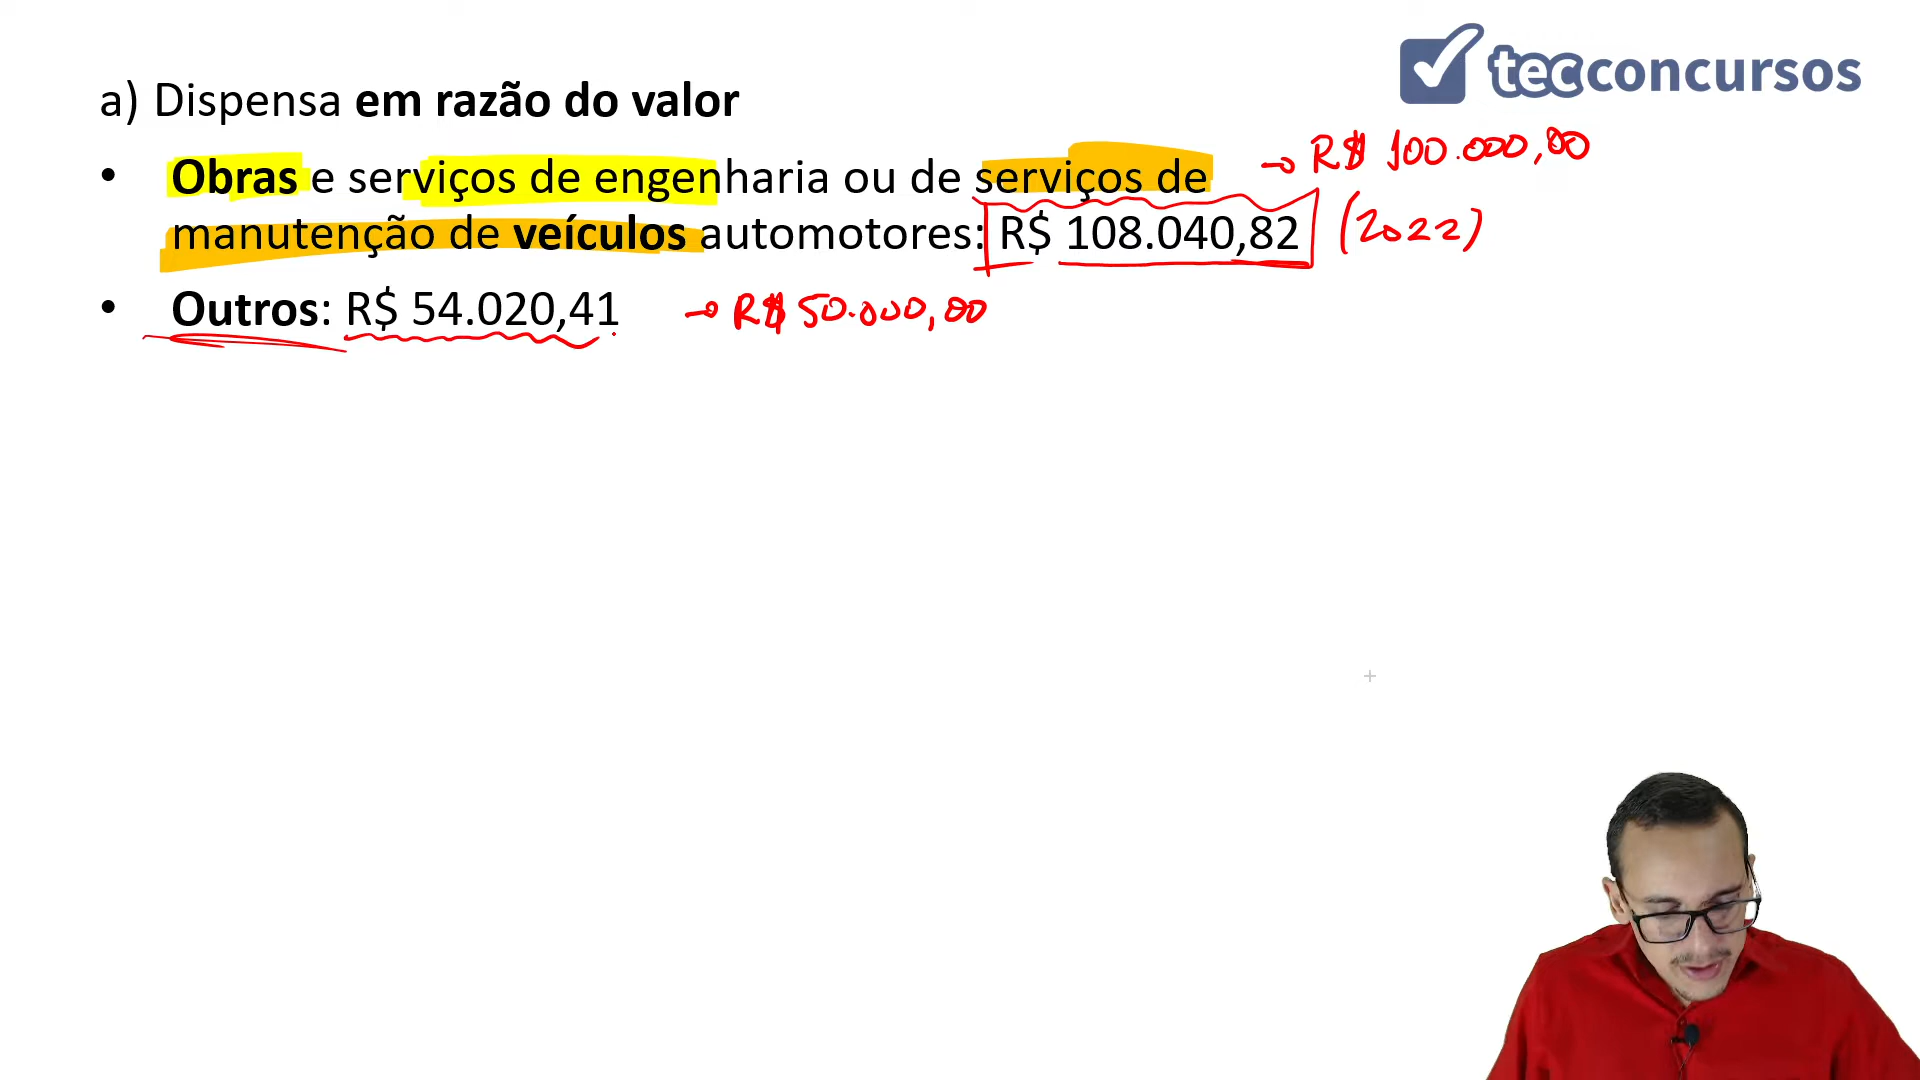 tecconcursos
a) Dispensa em razão do valor
• Obras e serviços de engenharia ou de serviços de → R$ 100.000,00
manutenção de veículos automotores: R$ 108.040,82 (2022)
• Outros: R$ 54.020,41 → R$ 50.000,00